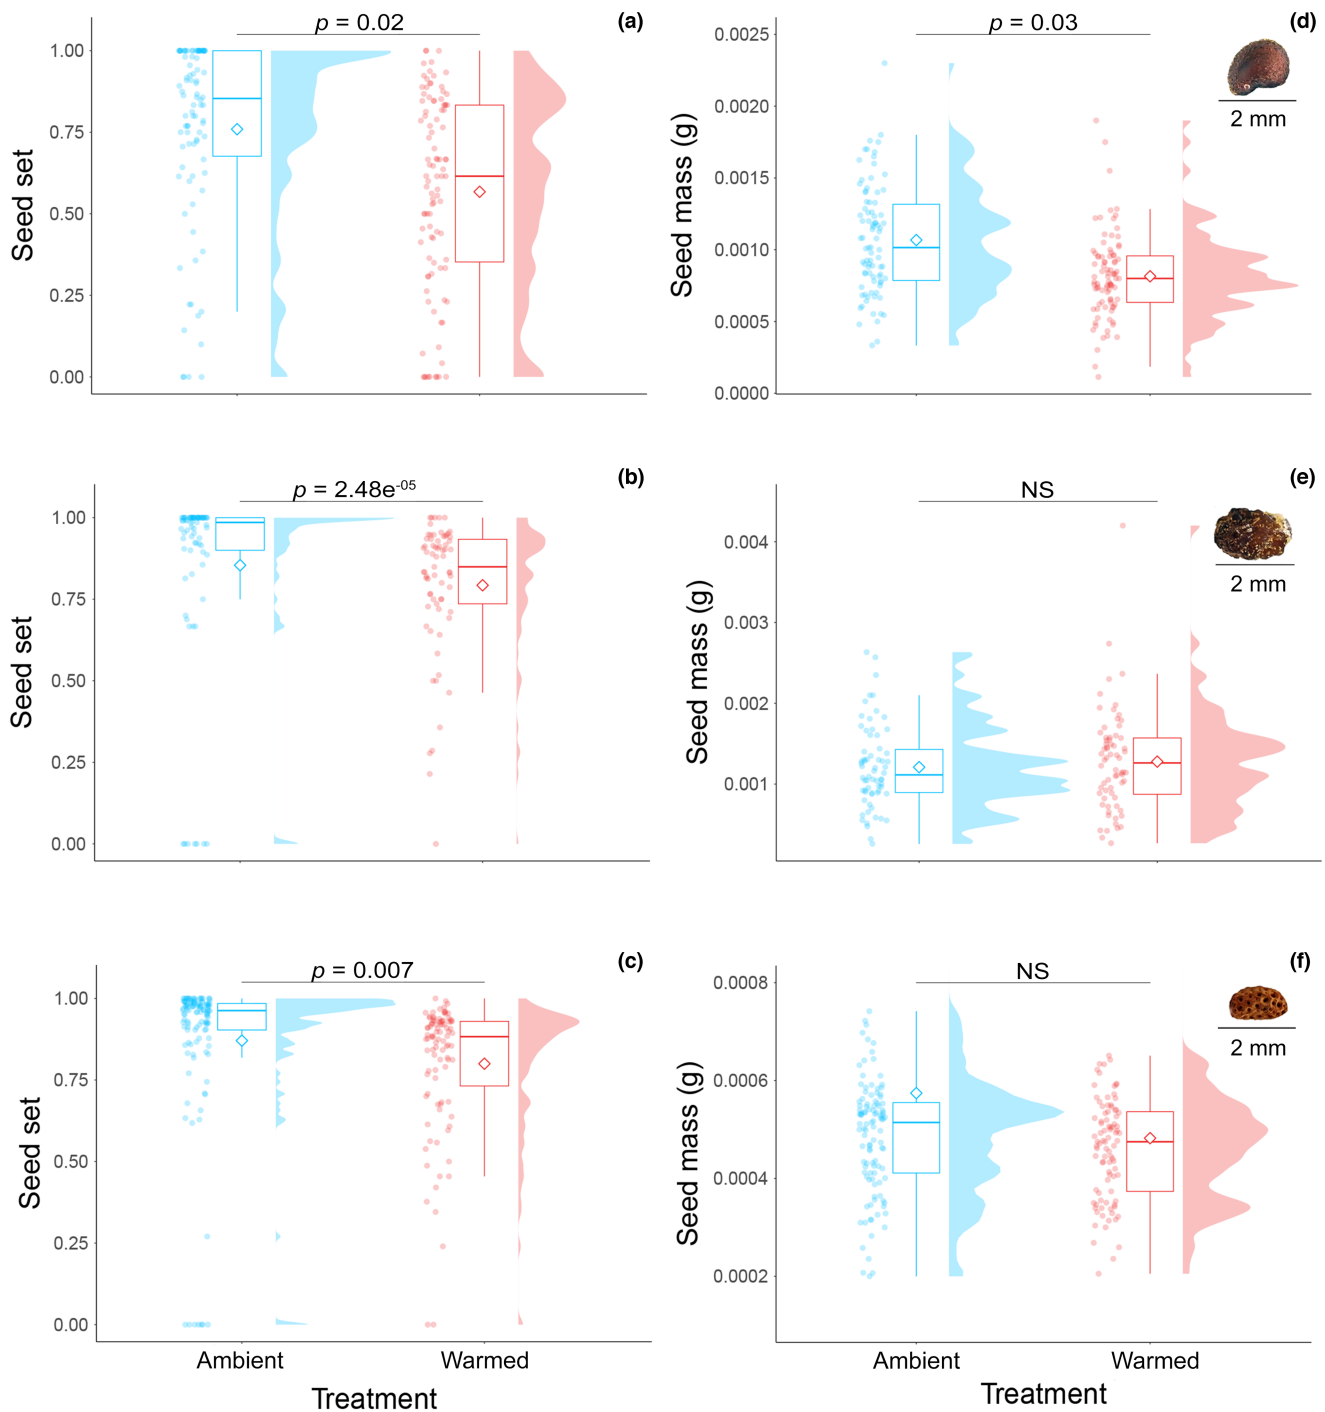 (a)
p = 0.02
1.00
0.75
0.50
0.25
0.00
Seed set
(d)
p = 0.03
0.0025
0.0020
0.0015
0.0010
0.0005
0.0000
Seed mass (g)
2 mm
(b)
p = 2.48e-05
1.00
0.75
0.50
0.25
0.00
Seed set
(e)
NS
0.004
0.003
0.002
0.001
Seed mass (g)
2 mm
(c)
p = 0.007
1.00
0.75
0.50
0.25
0.00
Seed set
Ambient
Warmed
Treatment
(f)
NS
0.0008
0.0006
0.0004
0.0002
Seed mass (g)
2 mm
Ambient
Warmed
Treatment